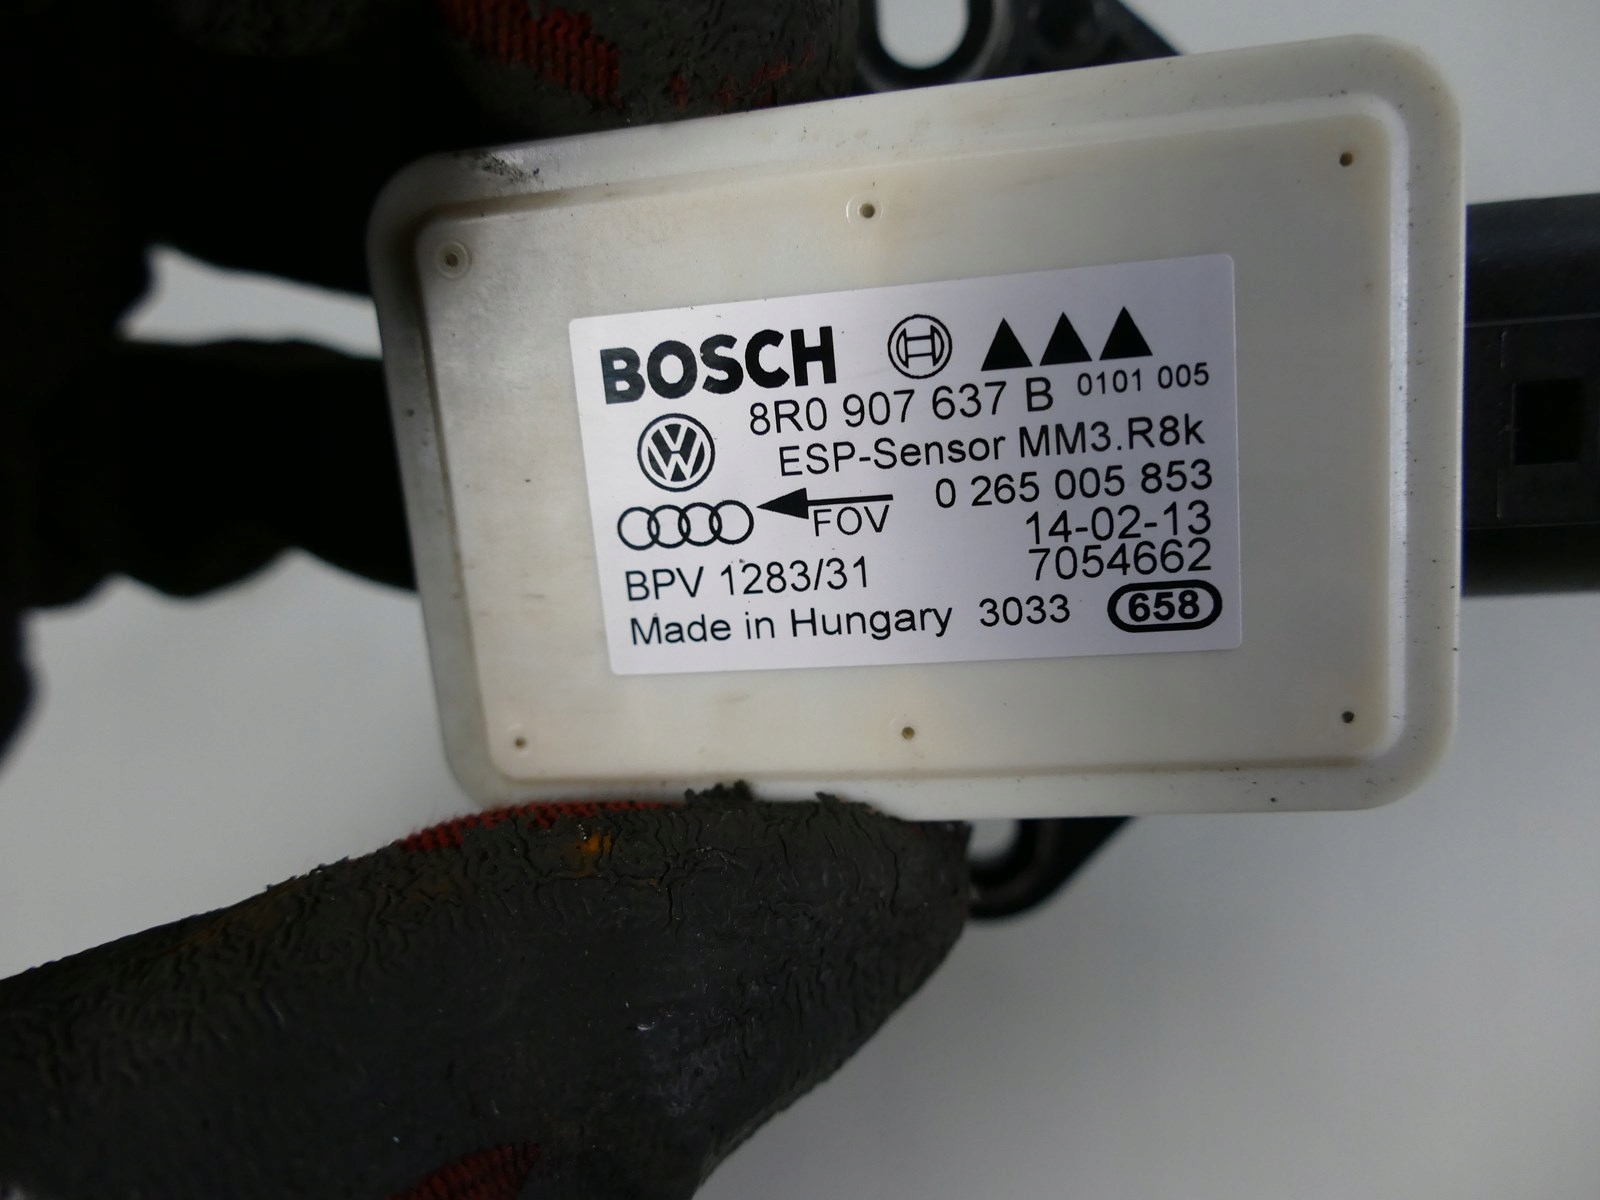 BOSCH
8R0 907 637 B 0101 005
ESP-Sensor MM3.R8k
0 265 005 853
FOV 14-02-13
BPV 1283/31 7054662
Made in Hungary 3033 658